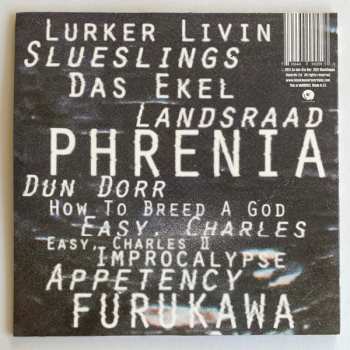 Lurker Livin
Slueslings
Das Ekel
Landsraad
Phrenia
Dun Dorr
How To Breed A God
Easy, Charles
Easy, Charles II
Improcalypse
Appetency
Furukawa